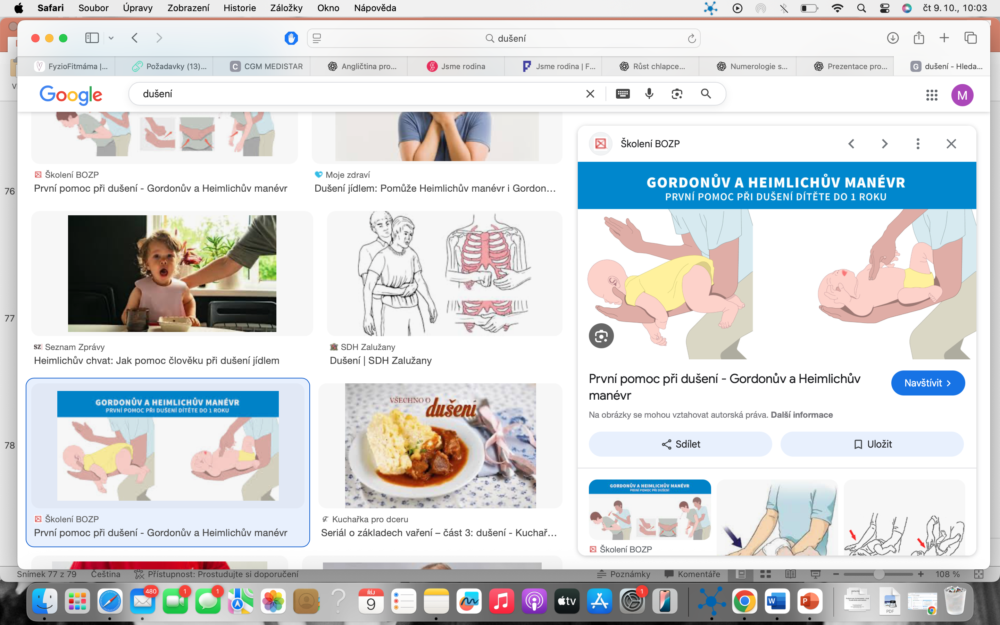 Safari Soubor Úpravy Zobrazení Historie Záložky Okno Nápověda čt 9. 10., 10:03
dušení
FyzioFitmáma |... Požadavky (13)... CGM MEDISTAR Angličtina pro... Jsme rodina Jsme rodina | F... Růst chlapce... Numerologie s... Prezentace pro... dušení - Hleda...
Google dušení M
Školení BOZP
První pomoc při dušení - Gordonův a Heimlichův manévr
Moje zdraví
Dušení jídlem: Pomůže Heimlichův manévr i Gordon...
76
77
78
SZ Seznam Zprávy
Heimlichův chvat: Jak pomoc člověku při dušení jídlem
SDH Zalužany
Dušení | SDH Zalužany
GORDONŮV A HEIMLICHŮV MANÉVR
PRVNÍ POMOC PŘI DUŠENÍ DÍTĚTE DO 1 ROKU
Školení BOZP
První pomoc při dušení - Gordonův a Heimlichův manévr
VŠECHNO O
dušení
Kuchařka pro dceru
Seriál o základech vaření – část 3: dušení - Kuchař...
Školení BOZP
GORDONŮV A HEIMLICHŮV MANÉVR
PRVNÍ POMOC PŘI DUŠENÍ DÍTĚTE DO 1 ROKU
První pomoc při dušení - Gordonův a Heimlichův
manévr
Navštívit
Na obrázky se mohou vztahovat autorská práva. Další informace
Sdílet Uložit
GORDONŮV A HEIMLICHŮV MANÉVR
PRVNÍ POMOC PŘI DUŠENÍ
Školení BOZP
Snímek 77 z 79 Čeština Přístupnost: Prostudujte si doporučení Poznámky Komentáře 108 %
480 1 1 ŘÍJ 9 tv 1 W P PDF